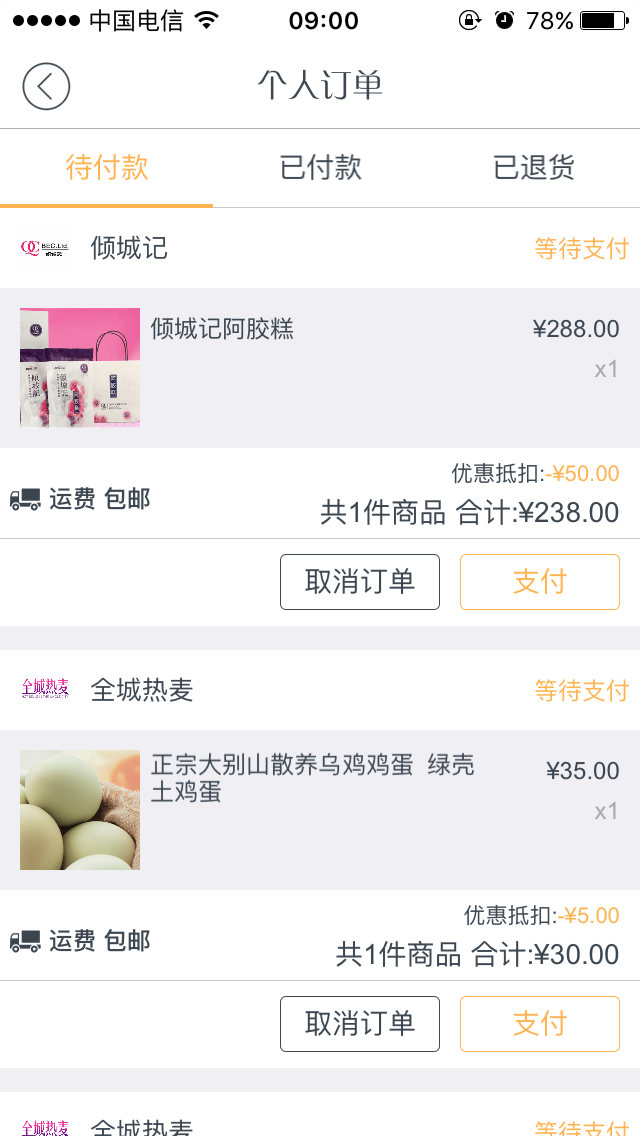 中国电信 09:00 78%
个人订单
待付款 已付款 已退货
倾城记 等待支付
倾城记阿胶糕 ¥288.00
x1
优惠抵扣:-¥50.00
运费 包邮 共1件商品 合计:¥238.00
取消订单 支付
全城热麦 全城热麦 等待支付
正宗大别山散养乌鸡鸡蛋 绿壳 ¥35.00
土鸡蛋 x1
优惠抵扣:-¥5.00
运费 包邮 共1件商品 合计:¥30.00
取消订单 支付
全城热麦 全城热麦 等待支付